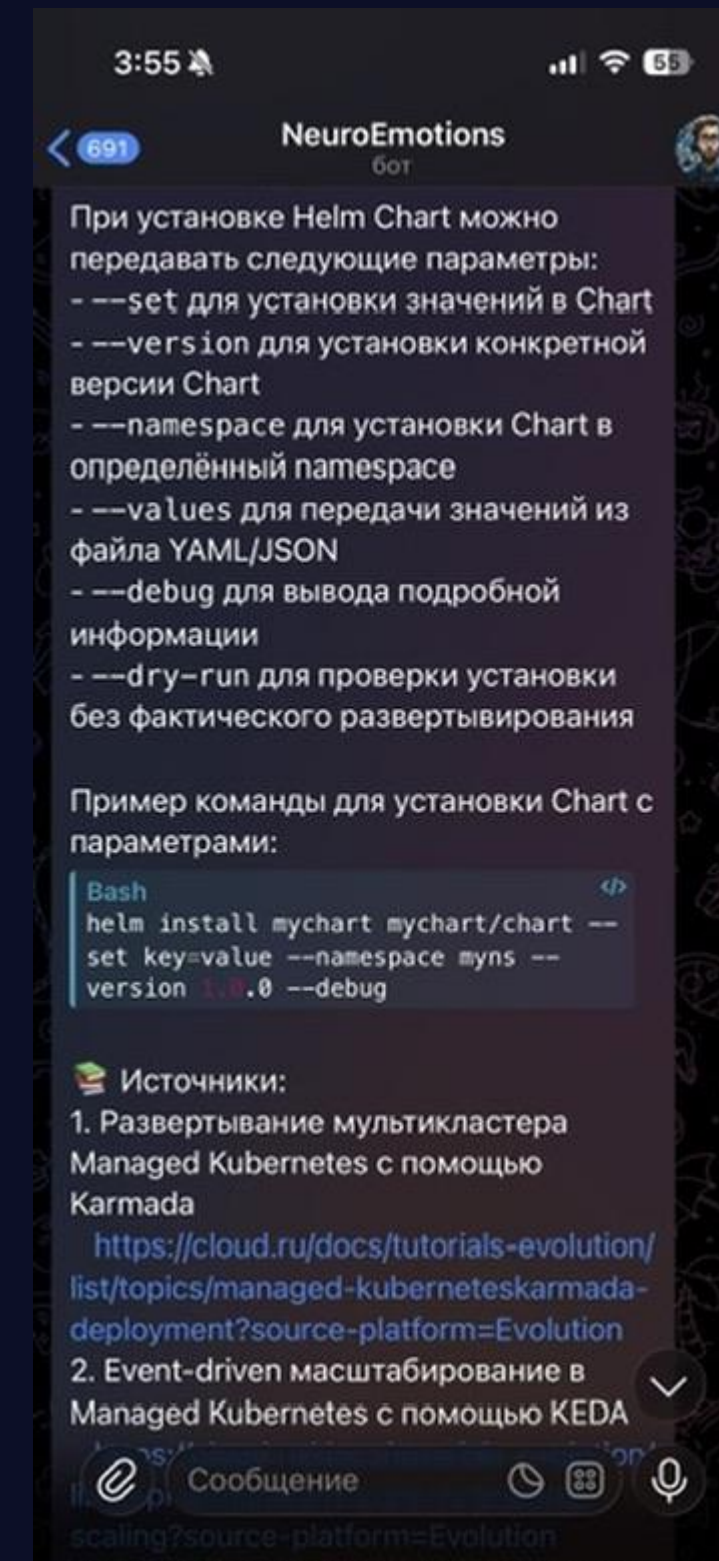 3:55
55
691
NeuroEmotions
бот
При установке Helm Chart можно
передавать следующие параметры:
- --set для установки значений в Chart
- --version для установки конкретной
версии Chart
- --namespace для установки Chart в
определённый namespace
- --values для передачи значений из
файла YAML/JSON
- --debug для вывода подробной
информации
- --dry-run для проверки установки
без фактического развертывирования
Пример команды для установки Chart с
параметрами:
Bash </>
helm install mychart mychart/chart --
set key=value --namespace myns --
version 1.0.0 --debug
📚 Источники:
1. Развертывание мультикластера
Managed Kubernetes с помощью
Karmada
https://cloud.ru/docs/tutorials-evolution/
list/topics/managed-kuberneteskarmada-
deployment?source-platform=Evolution
2. Event-driven масштабирование в
Managed Kubernetes с помощью KEDA
Сообщение
scaling?source-platform=Evolution